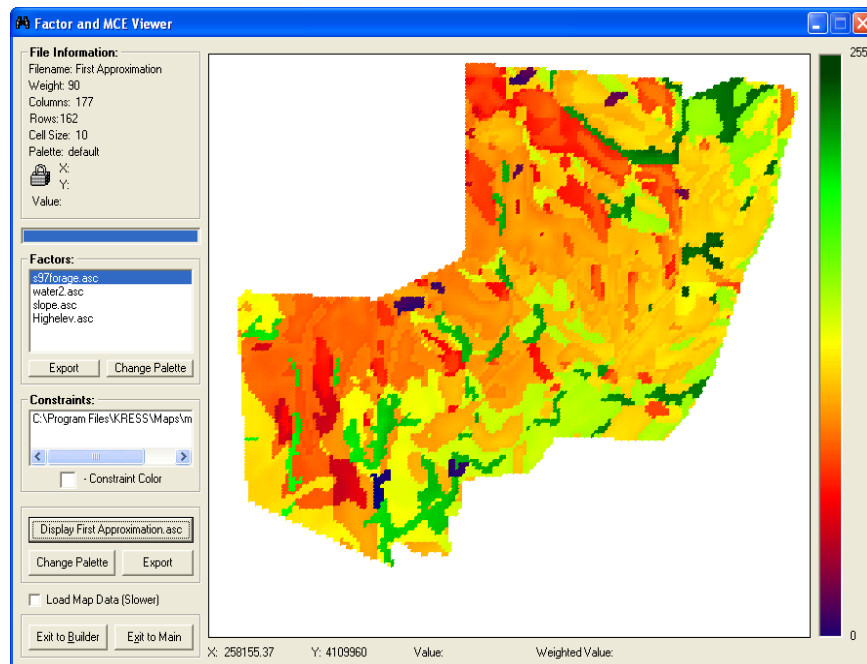 Factor and MCE Viewer
File Information:
Filename: First Approximation
Weight: 90
Columns: 177
Rows:162
Cell Size: 10
Palette: default
X:
Y:
Value:
Factors:
s97forage.asc
water2.asc
slope.asc
Highelev.asc
Export
Change Palette
Constraints:
C:\Program Files\KRESS\Maps\m
- Constraint Color
Display First Approximation.asc
Change Palette
Export
Load Map Data (Slower)
Exit to Builder
Exit to Main
255
0
X: 258155.37 Y: 4109960 Value: Weighted Value: